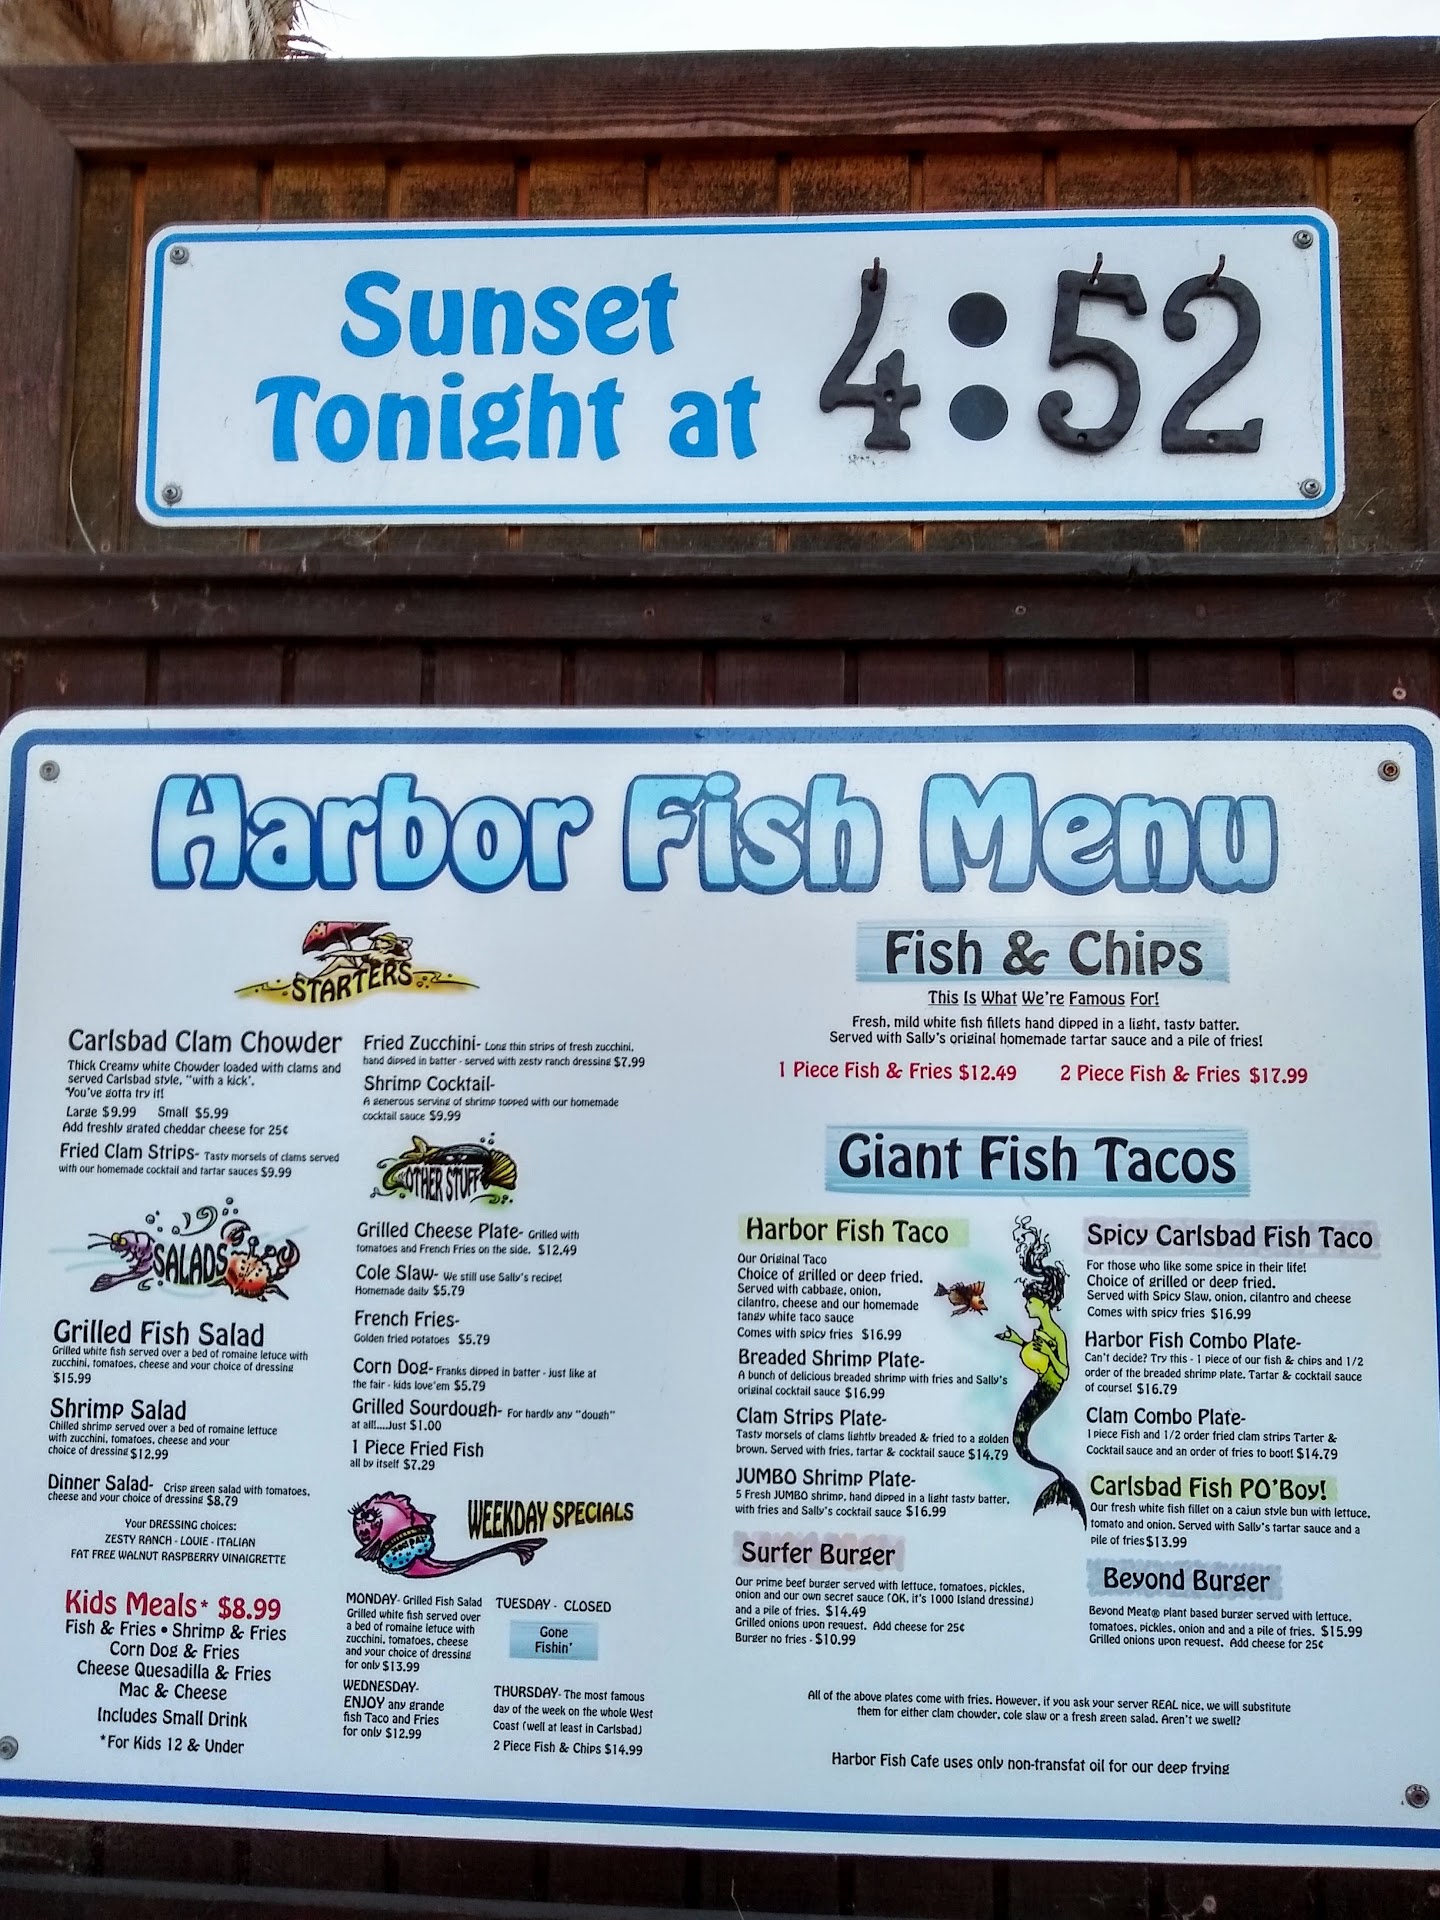 Sunset
Tonight at
4:52
Harbor Fish Menu
STARTERS
Carlsbad Clam Chowder
Thick Creamy white Chowder loaded with clams and
served Carlsbad style, "with a kick".
"You've gotta try it!
Large $9.99 Small $5.99
Add freshly grated cheddar cheese for 25¢
Fried Clam Strips- Tasty morsels of clams served
with our homemade cocktail and tartar sauces $9.99
Fried Zucchini- Long thin strips of fresh zucchini,
hand dipped in batter - served with zesty ranch dressing $7.99
Shrimp Cocktail-
A generous serving of shrimp topped with our homemade
cocktail sauce $9.99
SALADS
Grilled Fish Salad
Grilled white fish served over a bed of romaine letuce with
zucchini, tomatoes, cheese and your choice of dressing
$15.99
Shrimp Salad
Chilled shrimp served over a bed of romaine lettuce
with zucchini, tomatoes, cheese and your
choice of dressing $12.99
Dinner Salad- Crisp green salad with tomatoes,
cheese and your choice of dressing $8.79
Your DRESSING choices:
ZESTY RANCH - LOUIE - ITALIAN
FAT FREE WALNUT RASPBERRY VINAIGRETTE
Kids Meals* $8.99
Fish & Fries • Shrimp & Fries
Corn Dog & Fries
Cheese Quesadilla & Fries
Mac & Cheese
Includes Small Drink
*For Kids 12 & Under
OTHER STUFF
Grilled Cheese Plate- Grilled with
tomatoes and French Fries on the side. $12.49
Cole Slaw- We still use Sally's recipe!
Homemade daily $5.79
French Fries-
Golden fried potatoes $5.79
Corn Dog- Franks dipped in batter - just like at
the fair - kids love'em $5.79
Grilled Sourdough- For hardly any "dough"
at all!....Just $1.00
1 Piece Fried Fish
all by itself $7.29
WEEKDAY SPECIALS
MONDAY- Grilled Fish Salad
Grilled white fish served over
a bed of romaine letuce with
zucchini, tomatoes, cheese
and your choice of dressing
for only $13.99
TUESDAY - CLOSED
Gone
Fishin'
WEDNESDAY-
ENJOY any grande
fish Taco and Fries
for only $12.99
THURSDAY- The most famous
day of the week on the whole West
Coast (well at least in Carlsbad)
2 Piece Fish & Chips $14.99
Fish & Chips
This Is What We're Famous For!
Fresh, mild white fish fillets hand dipped in a light, tasty batter.
Served with Sally's original homemade tartar sauce and a pile of fries!
1 Piece Fish & Fries $12.49 2 Piece Fish & Fries $17.99
Giant Fish Tacos
Harbor Fish Taco
Our Original Taco
Choice of grilled or deep fried.
Served with cabbage, onion,
cilantro, cheese and our homemade
tangy white taco sauce
Comes with spicy fries $16.99
Breaded Shrimp Plate-
A bunch of delicious breaded shrimp with fries and Sally's
original cocktail sauce $16.99
Clam Strips Plate-
Tasty morsels of clams lightly breaded & fried to a golden
brown. Served with fries, tartar & cocktail sauce $14.79
JUMBO Shrimp Plate-
5 Fresh JUMBO shrimp, hand dipped in a light tasty batter,
with fries and Sally's cocktail sauce $16.99
Surfer Burger
Our prime beef burger served with lettuce, tomatoes, pickles,
onion and our own secret sauce (OK, it's 1000 Island dressing)
and a pile of fries. $14.49
Grilled onions upon request. Add cheese for 25¢
Burger no fries - $10.99
Spicy Carlsbad Fish Taco
For those who like some spice in their life!
Choice of grilled or deep fried.
Served with Spicy Slaw, onion, cilantro and cheese
Comes with spicy fries $16.99
Harbor Fish Combo Plate-
Can't decide? Try this - 1 piece of our fish & chips and 1/2
order of the breaded shrimp plate. Tartar & cocktail sauce
of course! $16.79
Clam Combo Plate-
1 piece Fish and 1/2 order fried clam strips Tarter &
Cocktail sauce and an order of fries to boot! $14.79
Carlsbad Fish PO'Boy!
Our fresh white fish fillet on a cajun style bun with lettuce,
tomato and onion. Served with Sally's tartar sauce and a
pile of fries $13.99
Beyond Burger
Beyond Meat® plant based burger served with lettuce,
tomatoes, pickles, onion and and a pile of fries. $15.99
Grilled onions upon request. Add cheese for 25¢
All of the above plates come with fries. However, if you ask your server REAL nice, we will substitute
them for either clam chowder, cole slaw or a fresh green salad. Aren't we swell?
Harbor Fish Cafe uses only non-transfat oil for our deep frying